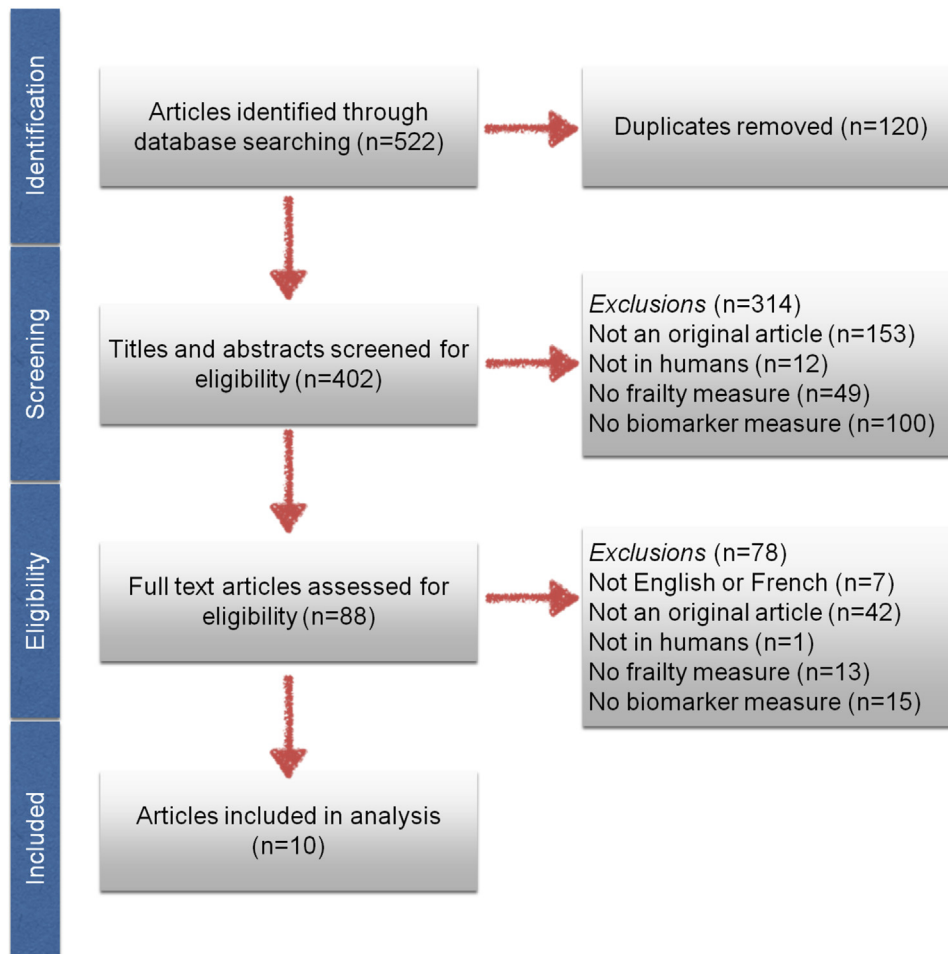 Identification
Articles identified through
database searching (n=522)
Duplicates removed (n=120)
Screening
Titles and abstracts screened for
eligibility (n=402)
Exclusions (n=314)
Not an original article (n=153)
Not in humans (n=12)
No frailty measure (n=49)
No biomarker measure (n=100)
Eligibility
Full text articles assessed for
eligibility (n=88)
Exclusions (n=78)
Not English or French (n=7)
Not an original article (n=42)
Not in humans (n=1)
No frailty measure (n=13)
No biomarker measure (n=15)
Included
Articles included in analysis
(n=10)